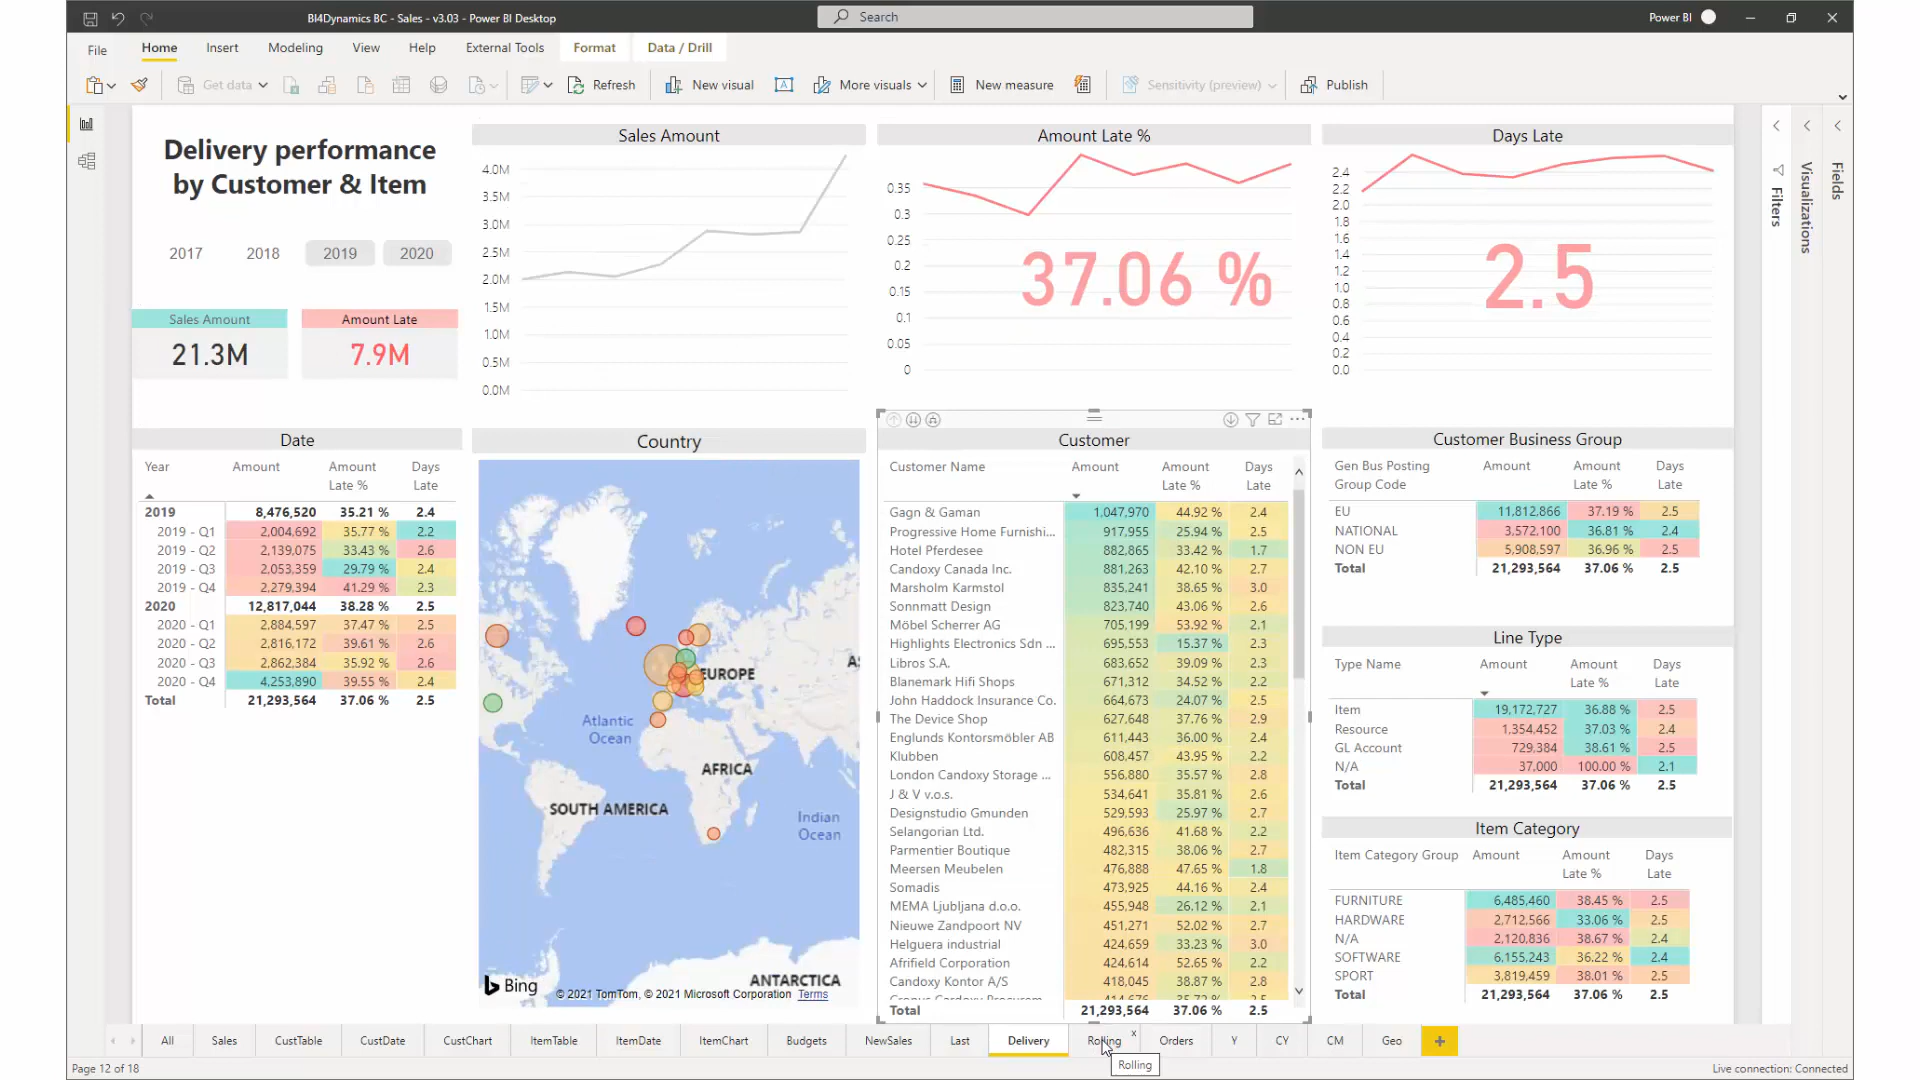 BI4Dynamics BC - Sales - v3.03 - Power BI Desktop
Search
Power BI
File
Home
Insert
Modeling
View
Help
External Tools
Format
Data / Drill
Get data
Refresh
New visual
More visuals
New measure
Sensitivity (preview)
Publish
Delivery performance
by Customer & Item
2017 2018 2019 2020
Sales Amount
21.3M
Amount Late
7.9M
Sales Amount
4.0M
3.5M
3.0M
2.5M
2.0M
1.5M
1.0M
0.5M
0.0M
Amount Late %
0.35
0.3
0.25
0.2
0.15
0.1
0.05
0
37.06 %
Days Late
2.4
2.2
2.0
1.8
1.6
1.4
1.2
1.0
0.8
0.6
0.4
0.2
0.0
2.5
Filters
Visualizations
Fields
Date
Year Amount Amount Late % Days Late
2019 8,476,520 35.21 % 2.4
2019 - Q1 2,004,692 35.77 % 2.2
2019 - Q2 2,139,075 33.43 % 2.6
2019 - Q3 2,053,359 29.79 % 2.4
2019 - Q4 2,279,394 41.29 % 2.3
2020 12,817,044 38.28 % 2.5
2020 - Q1 2,884,597 37.47 % 2.5
2020 - Q2 2,816,172 39.61 % 2.6
2020 - Q3 2,862,384 35.92 % 2.6
2020 - Q4 4,253,890 39.55 % 2.4
Total 21,293,564 37.06 % 2.5
Country
EUROPE
AS
Atlantic
Ocean
AFRICA
SOUTH AMERICA
Indian
Ocean
ANTARCTICA
Bing
© 2021 TomTom, © 2021 Microsoft Corporation Terms
Customer
Customer Name Amount Amount Late % Days Late
Gagn & Gaman 1,047,970 44.92 % 2.4
Progressive Home Furnishi... 917,955 25.94 % 2.5
Hotel Pferdesee 882,865 33.42 % 1.7
Candoxy Canada Inc. 881,263 42.10 % 2.7
Marsholm Karmstol 835,241 38.65 % 3.0
Sonnmatt Design 823,740 43.06 % 2.6
Möbel Scherrer AG 705,199 53.92 % 2.1
Highlights Electronics Sdn ... 695,553 15.37 % 2.3
Libros S.A. 683,652 39.09 % 2.3
Blanemark Hifi Shops 671,312 34.52 % 2.2
John Haddock Insurance Co. 664,673 24.07 % 2.5
The Device Shop 627,648 37.76 % 2.9
Englunds Kontorsmöbler AB 611,443 36.00 % 2.4
Klubben 608,457 43.95 % 2.2
London Candoxy Storage ... 556,880 35.57 % 2.8
J & V v.o.s. 534,641 35.81 % 2.6
Designstudio Gmunden 529,593 25.97 % 2.7
Selangorian Ltd. 496,636 41.68 % 2.2
Parmentier Boutique 482,315 38.06 % 2.7
Meersen Meubelen 476,888 47.65 % 1.8
Somadis 473,925 44.16 % 2.4
MEMA Ljubljana d.o.o. 455,948 26.12 % 2.1
Nieuwe Zandpoort NV 451,271 52.02 % 2.7
Helguera industrial 424,659 33.23 % 3.0
Afrifield Corporation 424,614 52.65 % 2.2
Candoxy Kontor A/S 418,045 38.87 % 2.8
Total 21,293,564 37.06 % 2.5
Customer Business Group
Gen Bus Posting Group Code Amount Amount Late % Days Late
EU 11,812,866 37.19 % 2.5
NATIONAL 3,572,100 36.81 % 2.4
NON EU 5,908,597 36.96 % 2.5
Total 21,293,564 37.06 % 2.5
Line Type
Type Name Amount Amount Late % Days Late
Item 19,172,727 36.88 % 2.5
Resource 1,354,452 37.03 % 2.4
GL Account 729,384 38.61 % 2.5
N/A 37,000 100.00 % 2.1
Total 21,293,564 37.06 % 2.5
Item Category
Item Category Group Amount Amount Late % Days Late
FURNITURE 6,485,460 38.45 % 2.5
HARDWARE 2,712,566 33.06 % 2.5
N/A 2,120,836 38.67 % 2.4
SOFTWARE 6,155,243 36.22 % 2.4
SPORT 3,819,459 38.01 % 2.5
Total 21,293,564 37.06 % 2.5
All Sales CustTable CustDate CustChart ItemTable ItemDate ItemChart Budgets NewSales Last Delivery Rolling x Orders Y CY CM Geo +
Rolling
Page 12 of 18
Live connection: Connected